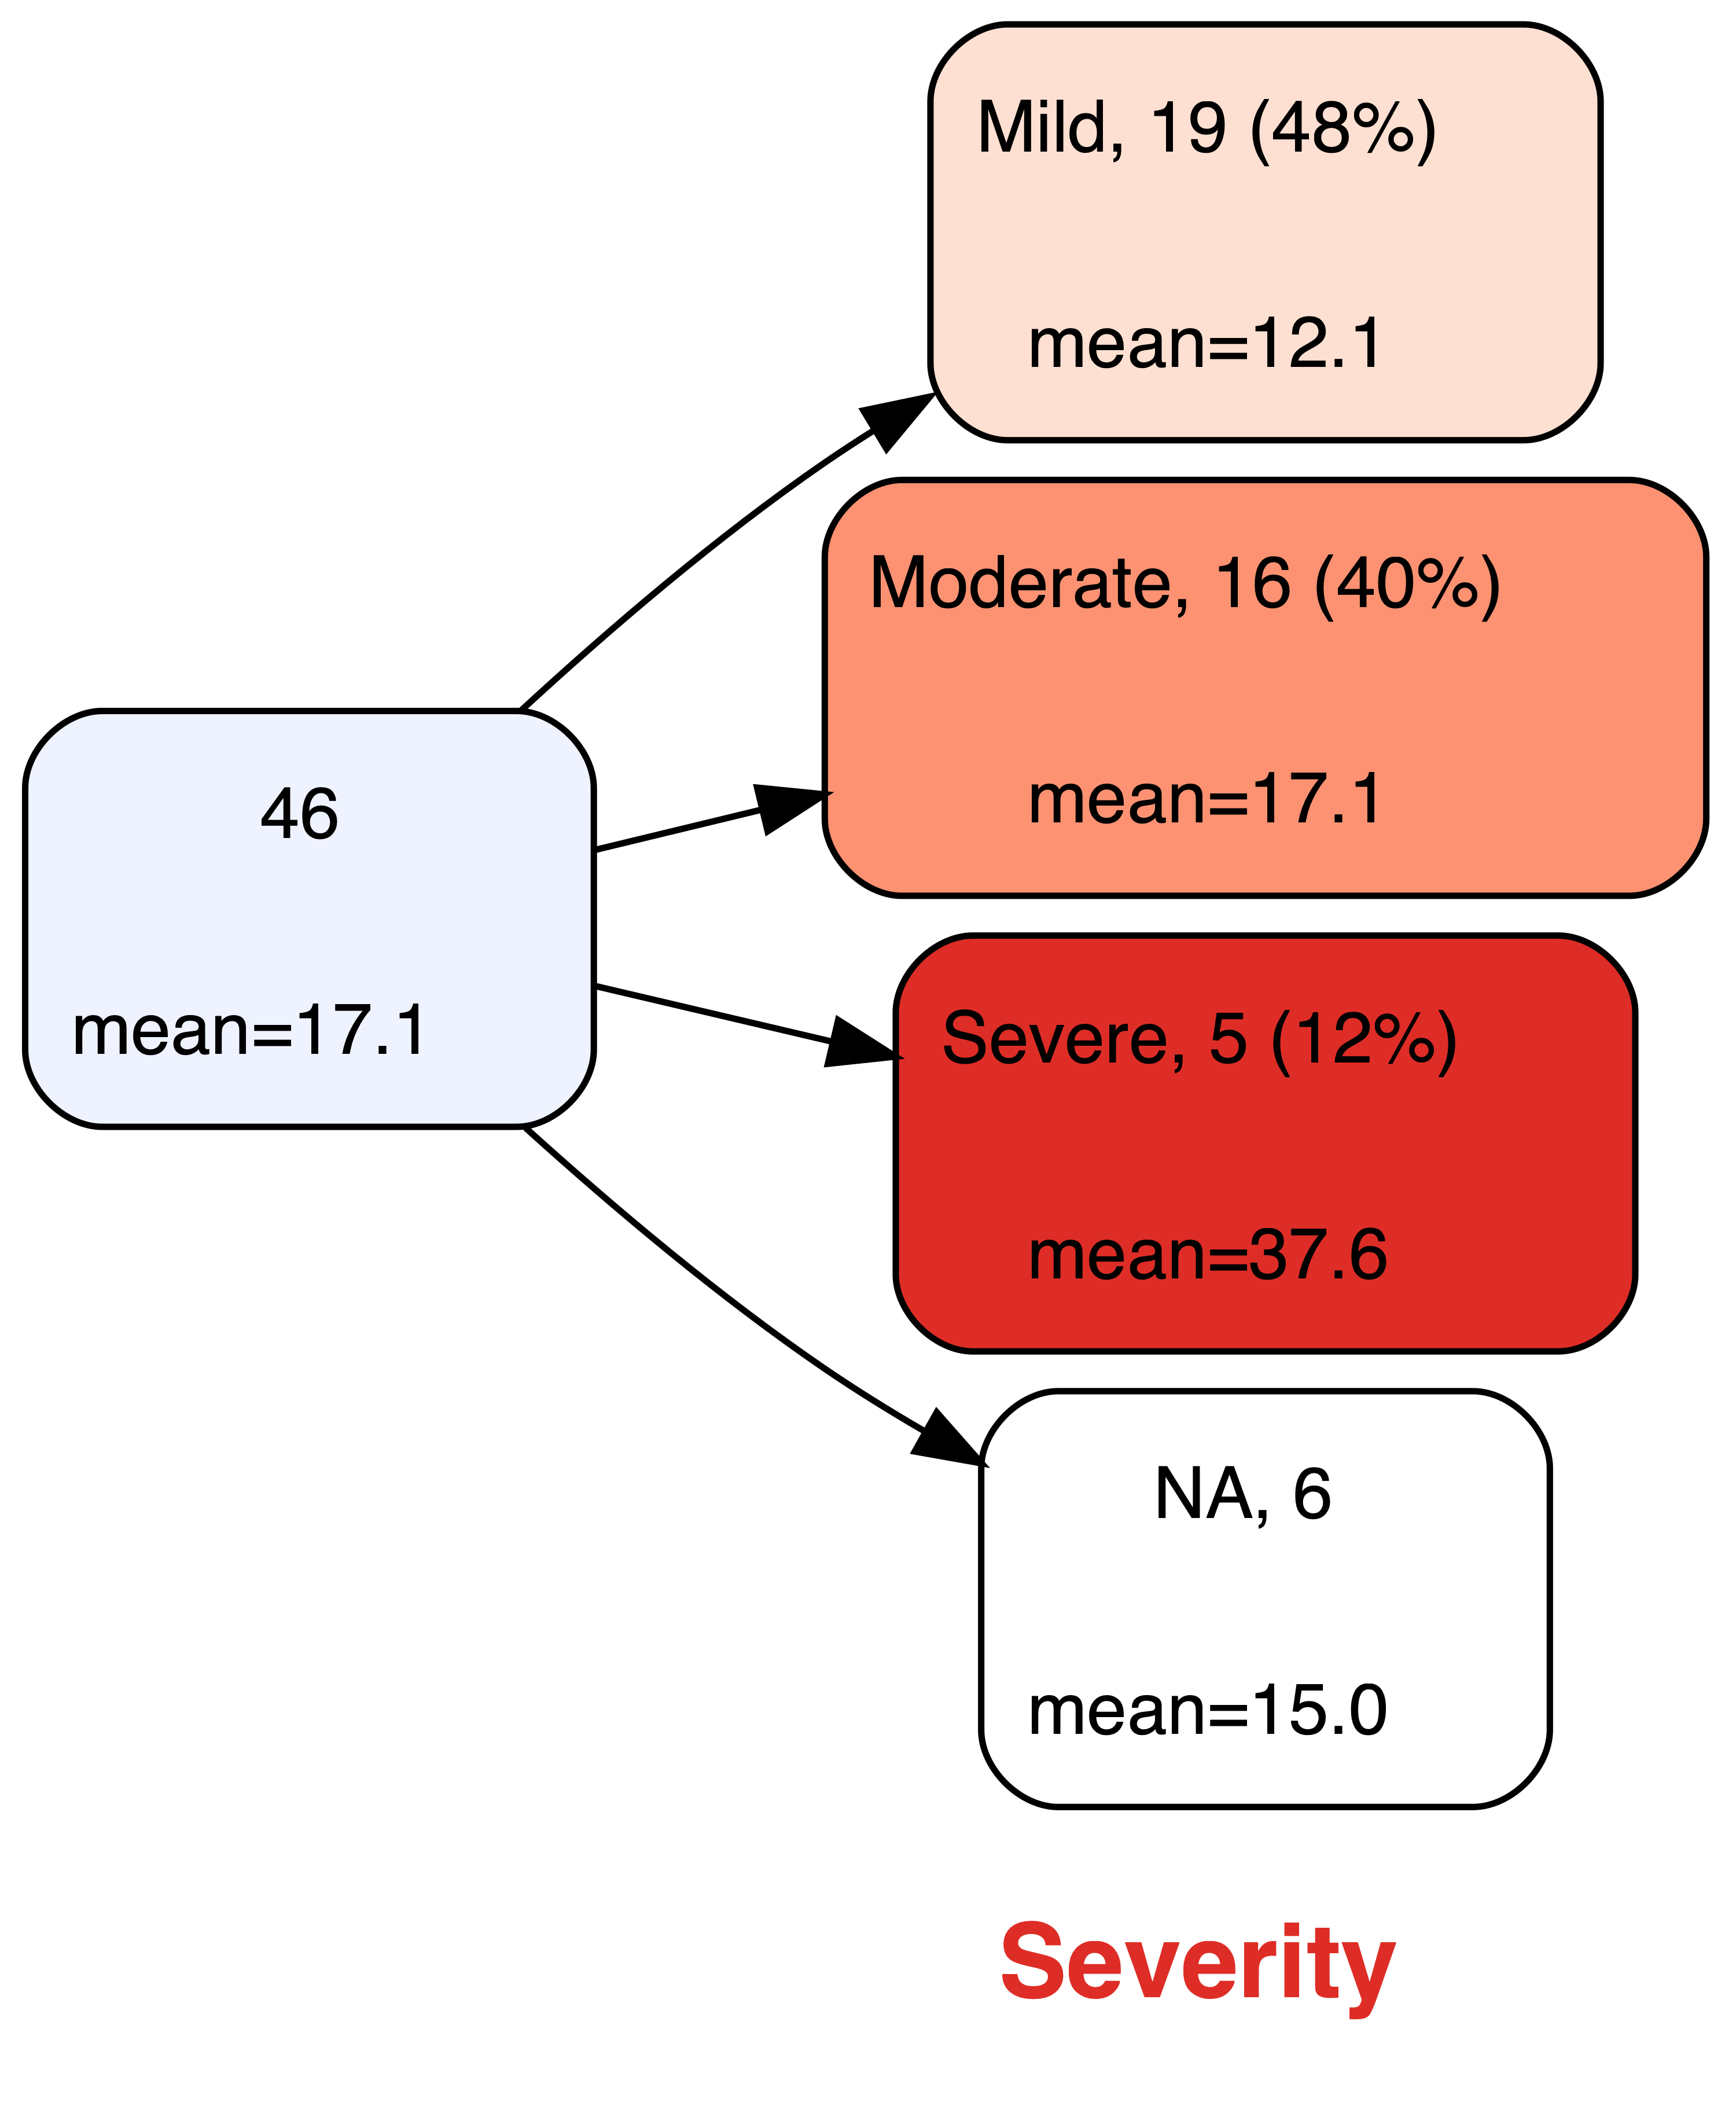 46
mean=17.1
Mild, 19 (48%)
mean=12.1
Moderate, 16 (40%)
mean=17.1
Severe, 5 (12%)
mean=37.6
NA, 6
mean=15.0
Severity